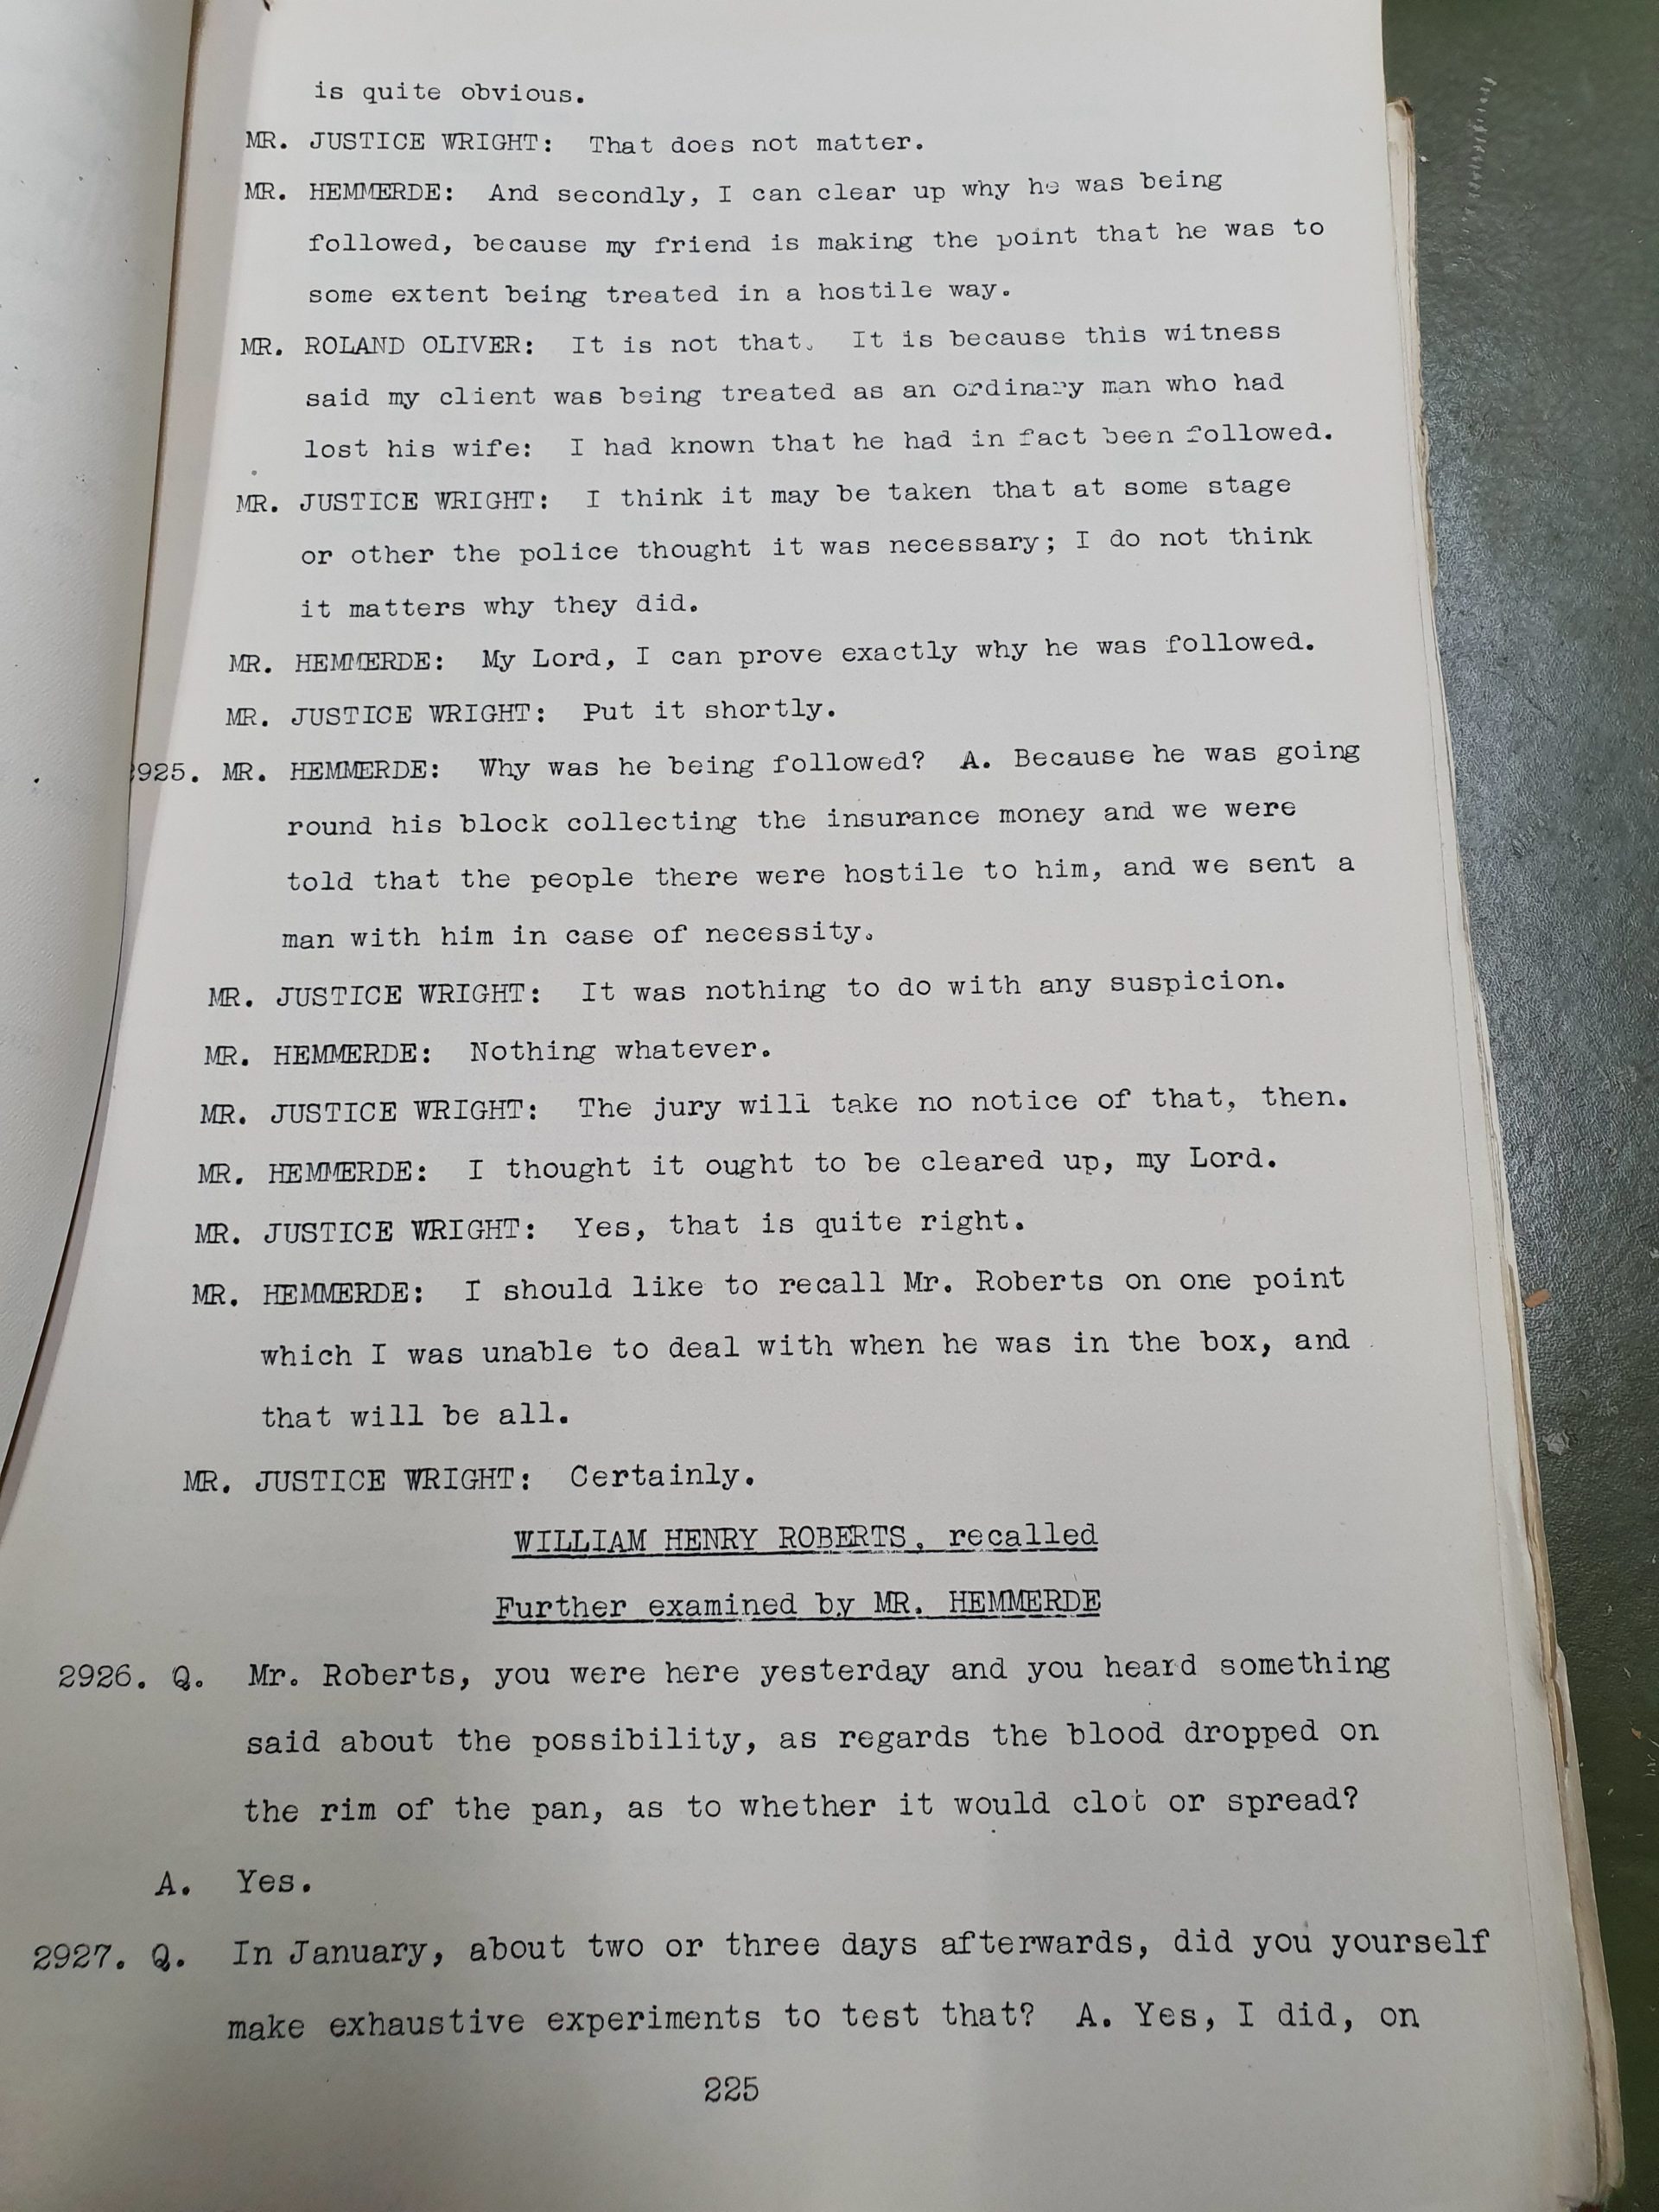 is quite obvious.
MR. JUSTICE WRIGHT: That does not matter.
MR. HEMMERDE: And secondly, I can clear up why he was being
followed, because my friend is making the point that he was to
some extent being treated in a hostile way.
MR. ROLAND OLIVER: It is not that. It is because this witness
said my client was being treated as an ordinary man who had
lost his wife: I had known that he had in fact been followed.
MR. JUSTICE WRIGHT: I think it may be taken that at some stage
or other the police thought it was necessary; I do not think
it matters why they did.
MR. HEMMERDE: My Lord, I can prove exactly why he was followed.
MR. JUSTICE WRIGHT: Put it shortly.
2925. MR. HEMMERDE: Why was he being followed? A. Because he was going
round his block collecting the insurance money and we were
told that the people there were hostile to him, and we sent a
man with him in case of necessity.
MR. JUSTICE WRIGHT: It was nothing to do with any suspicion.
MR. HEMMERDE: Nothing whatever.
MR. JUSTICE WRIGHT: The jury will take no notice of that, then.
MR. HEMMERDE: I thought it ought to be cleared up, my Lord.
MR. JUSTICE WRIGHT: Yes, that is quite right.
MR. HEMMERDE: I should like to recall Mr. Roberts on one point
which I was unable to deal with when he was in the box, and
that will be all.
MR. JUSTICE WRIGHT: Certainly.
WILLIAM HENRY ROBERTS, recalled
Further examined by MR. HEMMERDE
2926. Q. Mr. Roberts, you were here yesterday and you heard something
said about the possibility, as regards the blood dropped on
the rim of the pan, as to whether it would clot or spread?
A. Yes.
2927. Q. In January, about two or three days afterwards, did you yourself
make exhaustive experiments to test that? A. Yes, I did, on
225